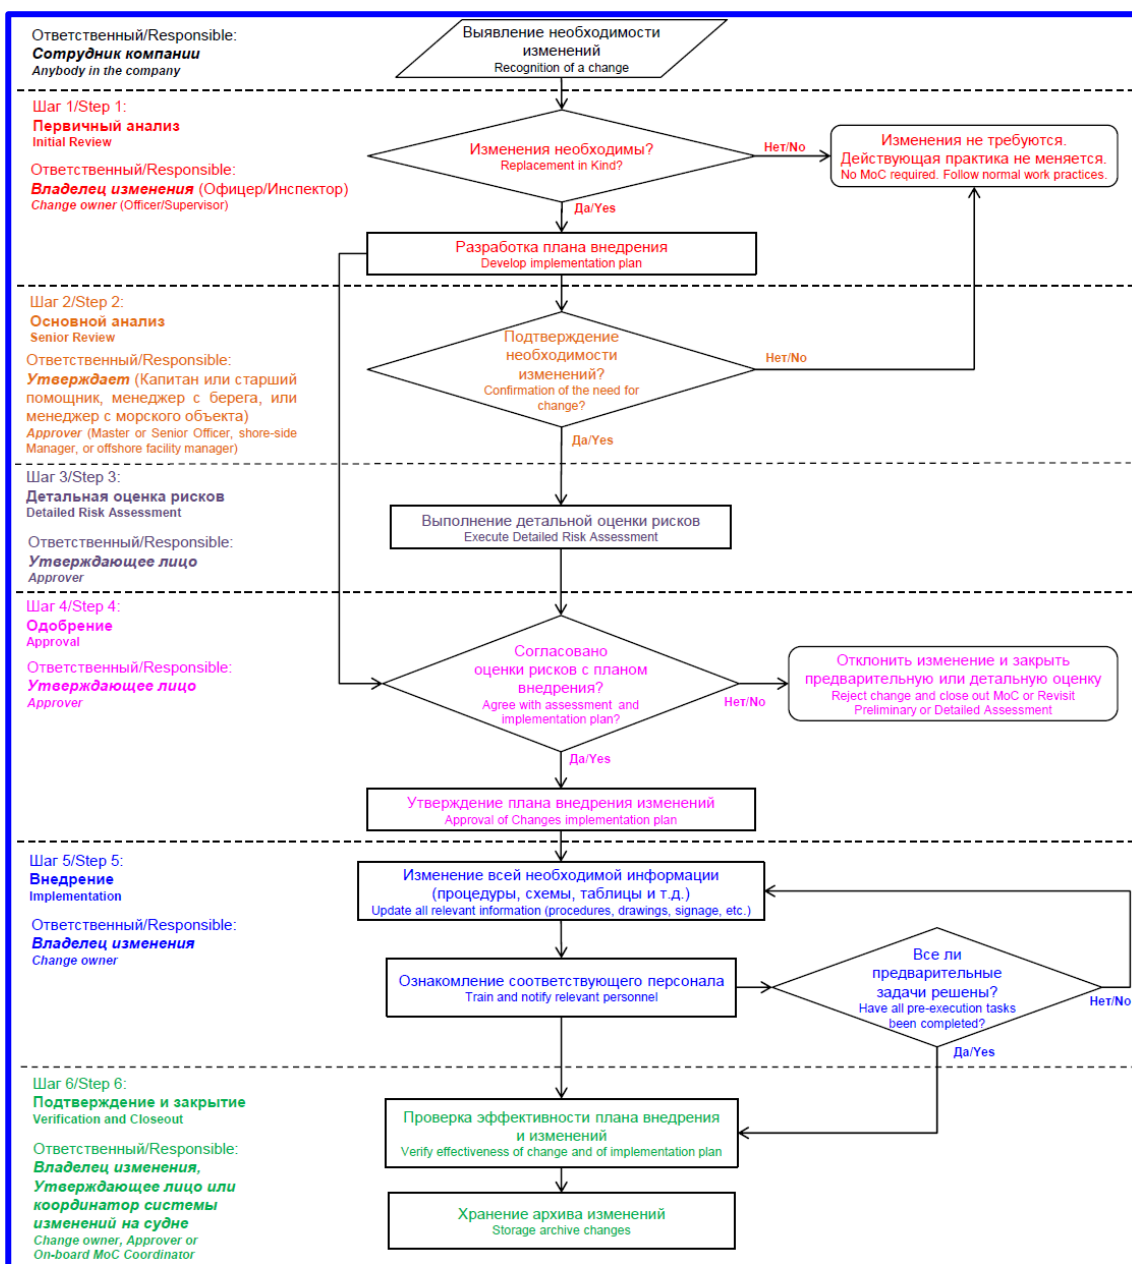 Ответственный/Responsible:
Сотрудник компании
Anybody in the company
Выявление необходимости
изменений
Recognition of a change
Шаг 1/Step 1:
Первичный анализ
Initial Review
Ответственный/Responsible:
Владелец изменения (Офицер/Инспектор)
Change owner (Officer/Supervisor)
Изменения необходимы?
Replacement in Kind?
Нет/No
Изменения не требуются.
Действующая практика не меняется.
No MoC required. Follow normal work practices.
Да/Yes
Разработка плана внедрения
Develop implementation plan
Шаг 2/Step 2:
Основной анализ
Senior Review
Ответственный/Responsible:
Утверждает (Капитан или старший
помощник, менеджер с берега, или
менеджер с морского объекта)
Approver (Master or Senior Officer, shore-side
Manager, or offshore facility manager)
Подтверждение
необходимости
изменений?
Confirmation of the need for
change?
Нет/No
Да/Yes
Шаг 3/Step 3:
Детальная оценка рисков
Detailed Risk Assessment
Ответственный/Responsible:
Утверждающее лицо
Approver
Выполнение детальной оценки рисков
Execute Detailed Risk Assessment
Шаг 4/Step 4:
Одобрение
Approval
Ответственный/Responsible:
Утверждающее лицо
Approver
Согласовано
оценки рисков с планом
внедрения?
Agree with assessment and
implementation plan?
Нет/No
Отклонить изменение и закрыть
предварительную или детальную оценку
Reject change and close out MoC or Revisit
Preliminary or Detailed Assessment
Да/Yes
Утверждение плана внедрения изменений
Approval of Changes implementation plan
Шаг 5/Step 5:
Внедрение
Implementation
Ответственный/Responsible:
Владелец изменения
Change owner
Изменение всей необходимой информации
(процедуры, схемы, таблицы и т.д.)
Update all relevant information (procedures, drawings, signage, etc.)
Ознакомление соответствующего персонала
Train and notify relevant personnel
Все ли
предварительные
задачи решены?
Have all pre-execution tasks
been completed?
Нет/No
Да/Yes
Шаг 6/Step 6:
Подтверждение и закрытие
Verification and Closeout
Ответственный/Responsible:
Владелец изменения,
Утверждающее лицо или
координатор системы
изменений на судне
Change owner, Approver or
On-board MoC Coordinator
Проверка эффективности плана внедрения
и изменений
Verify effectiveness of change and of implementation plan
Хранение архива изменений
Storage archive changes